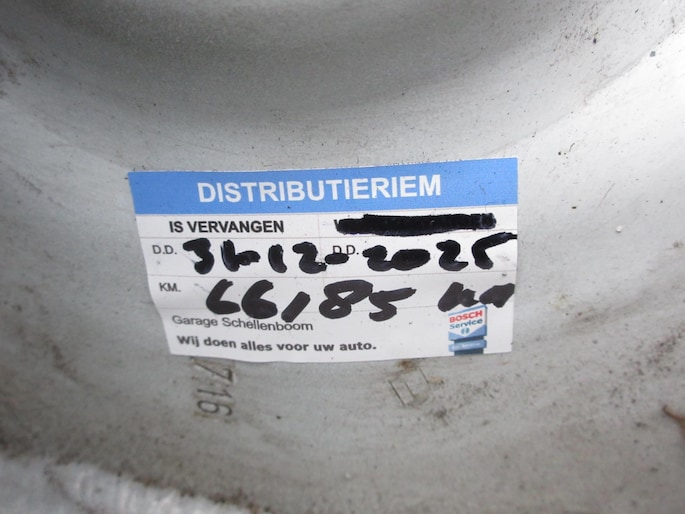 DISTRIBUTIERIEM
IS VERVANGEN
D.D. 31-12-2025 D.D.
KM. 66185 km
Garage Schellenboom
Wij doen alles voor uw auto.
BOSCH
Service
716